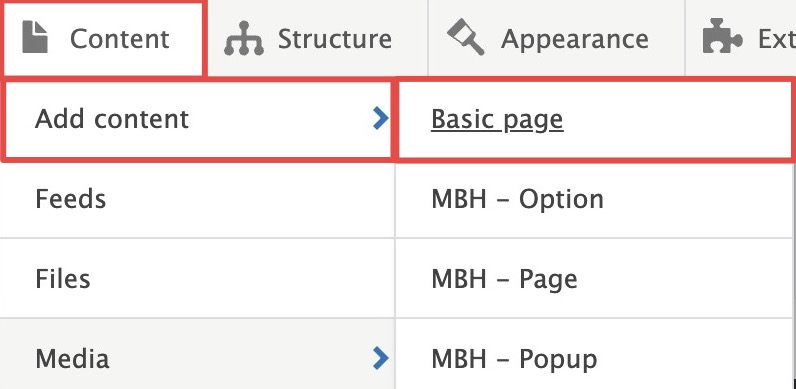 Content Structure Appearance Ext
Add content Basic page
Feeds MBH – Option
Files MBH – Page
Media MBH – Popup